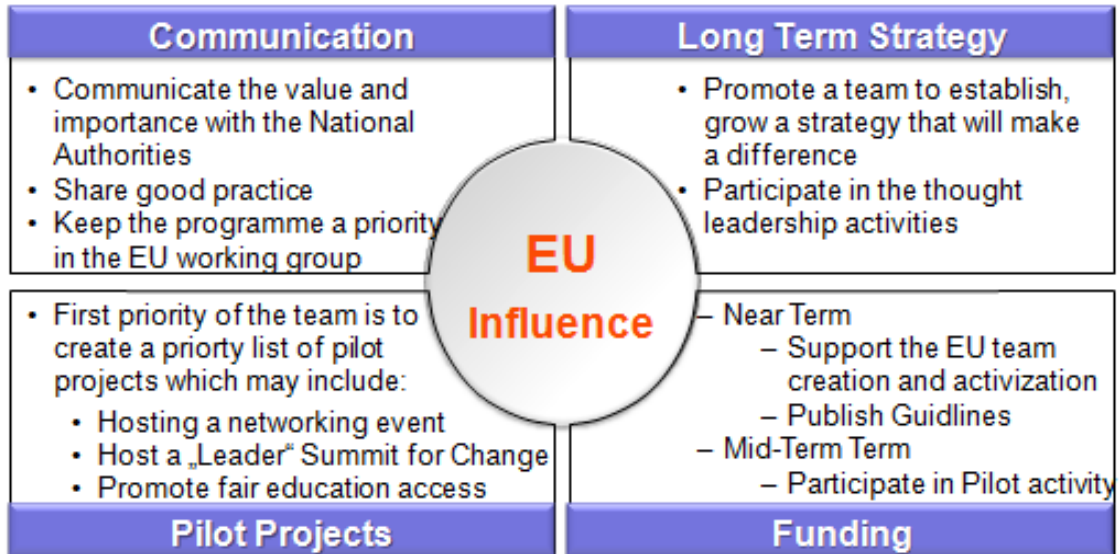 Communication
• Communicate the value and
importance with the National
Authorities
• Share good practice
• Keep the programme a priority
in the EU working group
Long Term Strategy
• Promote a team to establish,
grow a strategy that will make
a difference
• Participate in the thought
leadership activities
EU
Influence
• First priority of the team is to
create a priorty list of pilot
projects which may include:
• Hosting a networking event
• Host a „Leader“ Summit for Change
• Promote fair education access
Pilot Projects
– Near Term
– Support the EU team
creation and activization
– Publish Guidlines
– Mid-Term Term
– Participate in Pilot activity
Funding